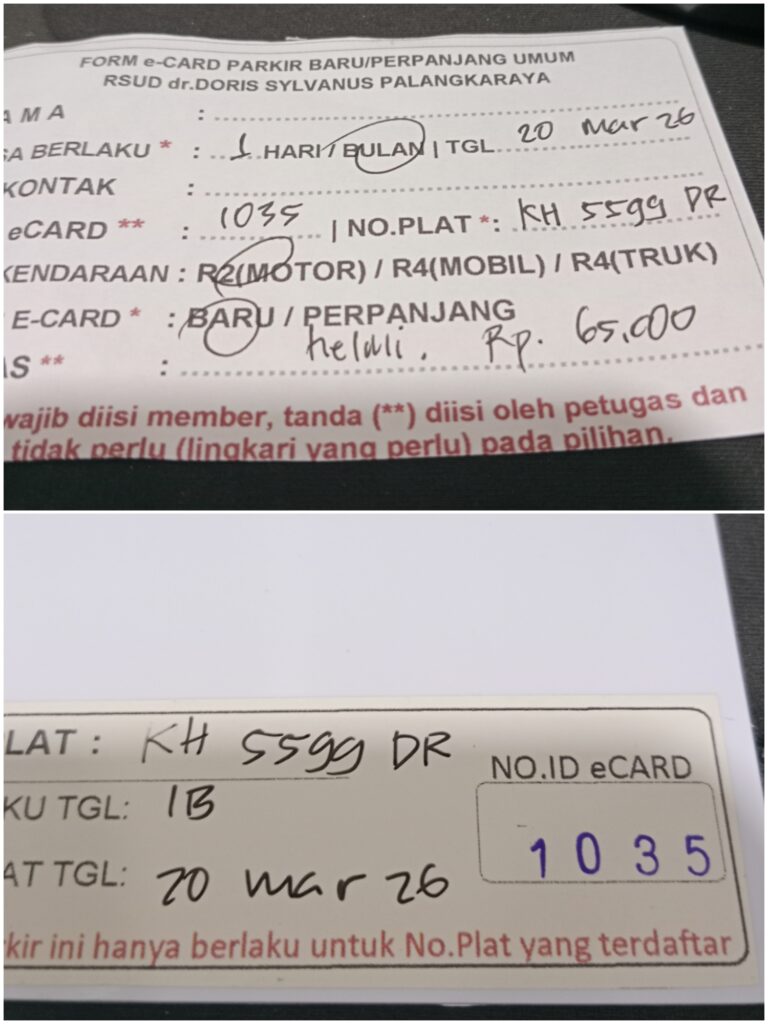 FORM e-CARD PARKIR BARU/PERPANJANG UMUM
RSUD dr.DORIS SYLVANUS PALANGKARAYA
AMA :
SA BERLAKU * : 1 HARI / BULAN | TGL 20 Mar 26
KONTAK :
eCARD ** : 1035 | NO.PLAT *: KH 5599 DR
KENDARAAN : R2(MOTOR) / R4(MOBIL) / R4(TRUK)
E-CARD * : BARU / PERPANJANG
Rp. 65.000
AS ** :
wajib diisi member, tanda (**) diisi oleh petugas dan
tidak perlu (lingkari yang perlu) pada pilihan.
LAT : KH 5599 DR
NO.ID eCARD
KU TGL: 1B
1035
AT TGL: 20 Mar 26
kir ini hanya berlaku untuk No.Plat yang terdaftar